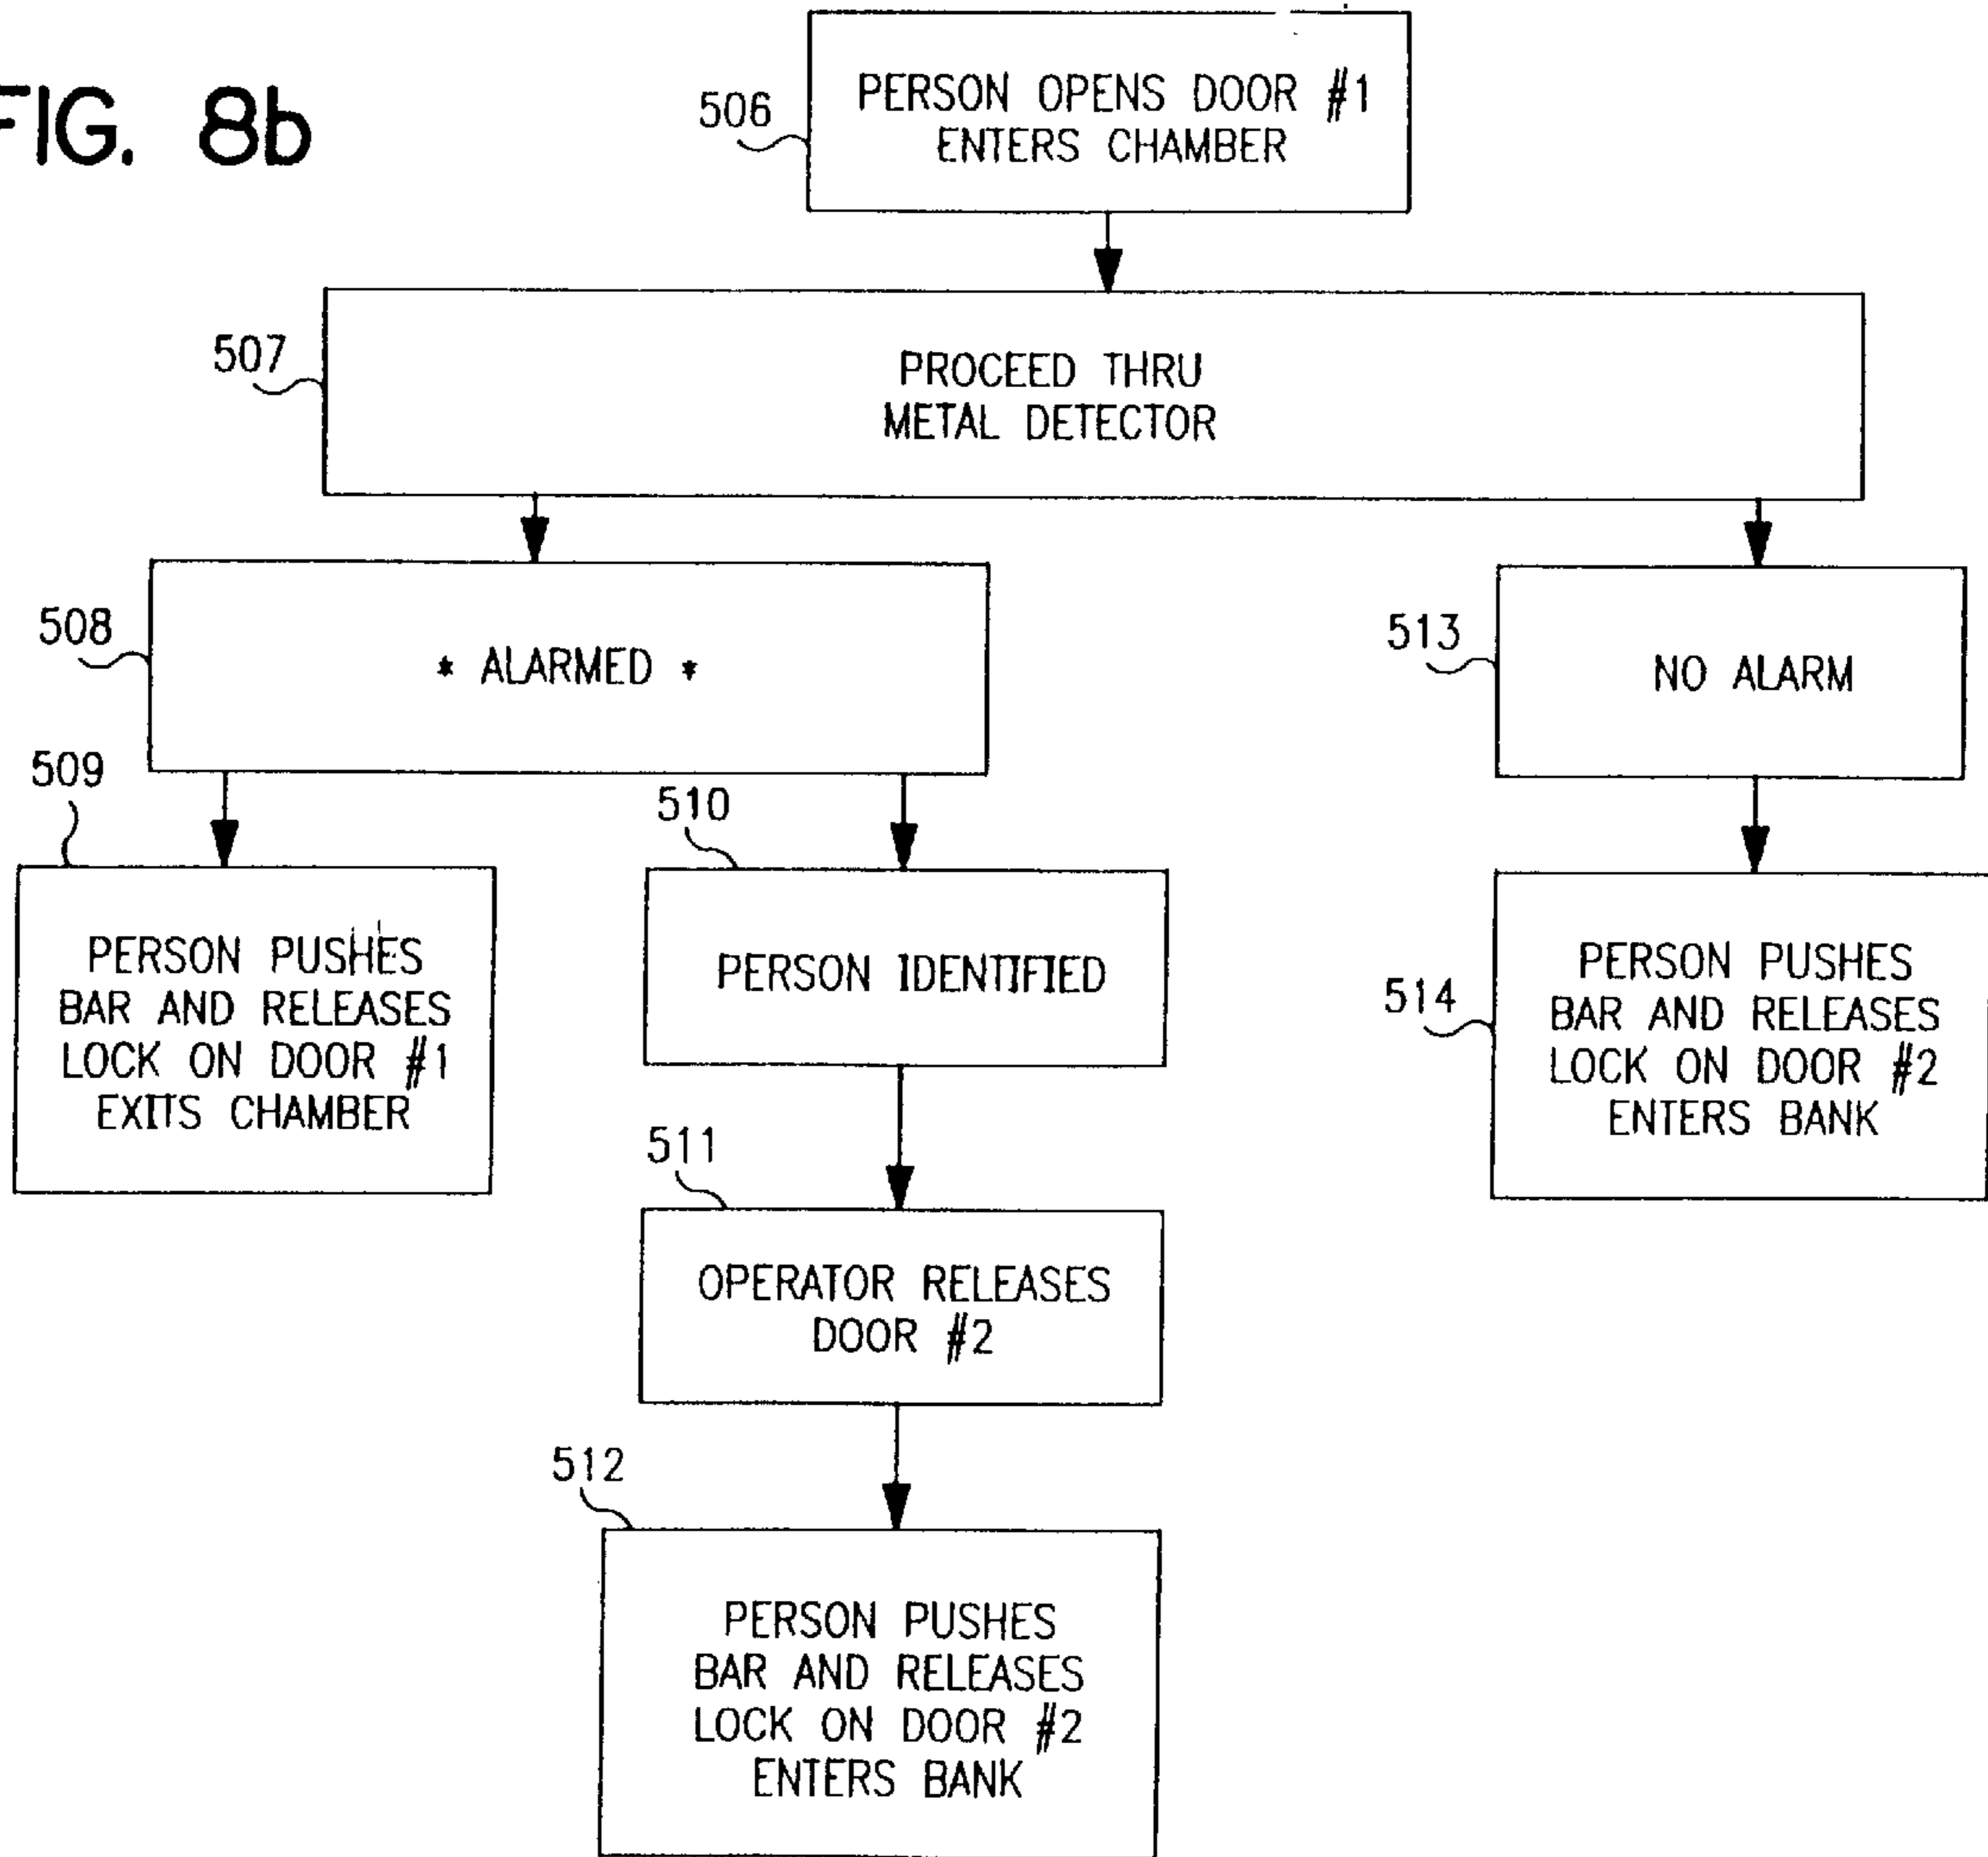 FIG. 8b
506
PERSON OPENS DOOR #1
ENTERS CHAMBER
507
PROCEED THRU
METAL DETECTOR
508
* ALARMED *
513
NO ALARM
509
PERSON PUSHES
BAR AND RELEASES
LOCK ON DOOR #1
EXITS CHAMBER
510
PERSON IDENTIFIED
514
PERSON PUSHES
BAR AND RELEASES
LOCK ON DOOR #2
ENTERS BANK
511
OPERATOR RELEASES
DOOR #2
512
PERSON PUSHES
BAR AND RELEASES
LOCK ON DOOR #2
ENTERS BANK